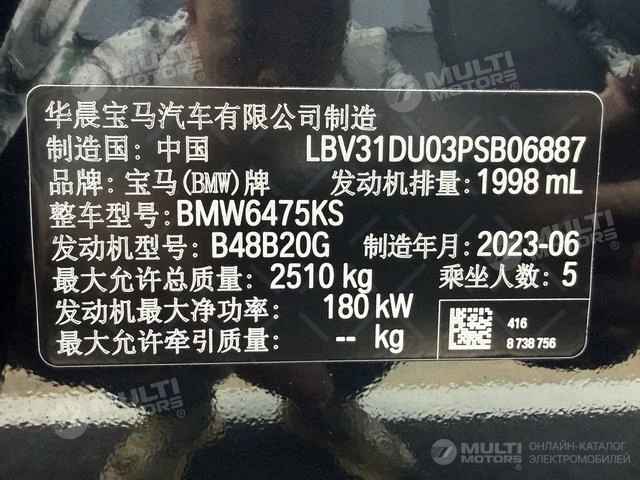 华晨宝马汽车有限公司制造
制造国: 中国 LBV31DU03PSB06887
品牌: 宝马(BMW)牌 发动机排量: 1998 mL
整车型号: BMW6475KS
发动机型号: B48B20G 制造年月: 2023-06
最大允许总质量: 2510 kg 乘坐人数: 5
发动机最大净功率: 180 kW
最大允许牵引质量: -- kg
416
8 738 756
MULTI MOTORS
MULTI MOTORS
MULTI MOTORS
MULTI MOTORS
MULTI MOTORS
ОНЛАЙН-КАТАЛОГ
ЭЛЕКТРОМОБИЛЕЙ